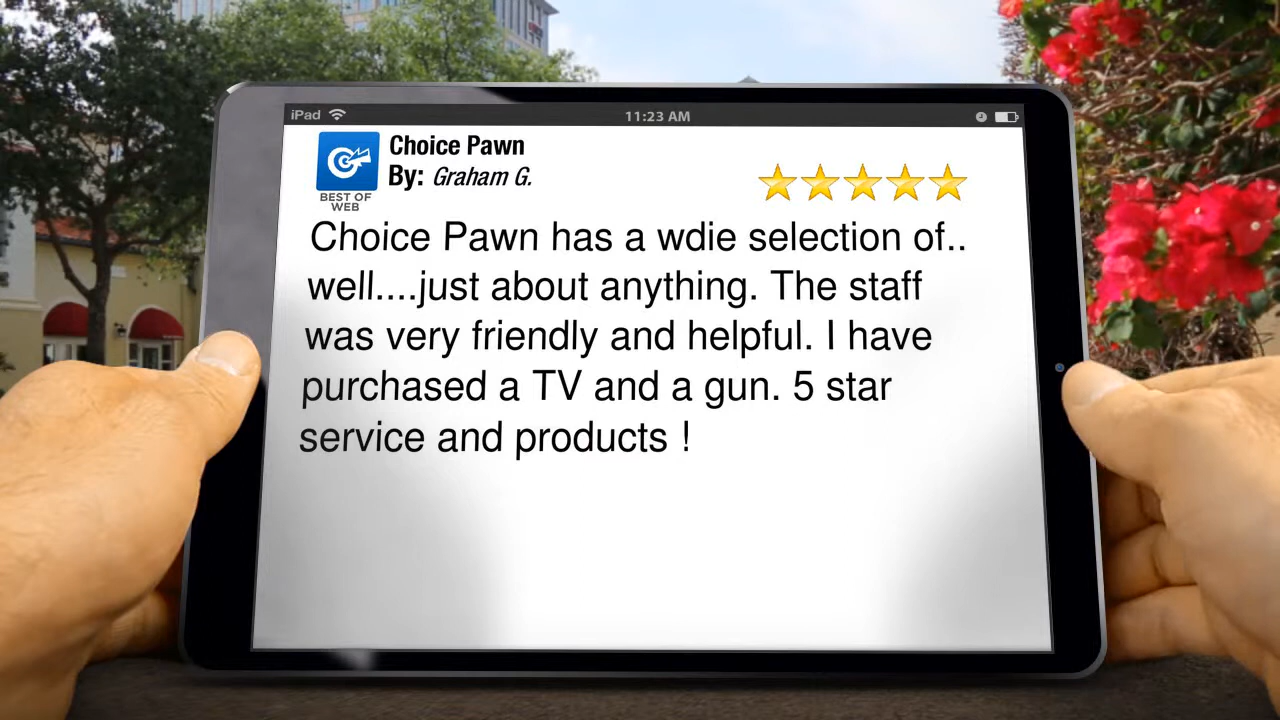 iPad 11:23 AM
Choice Pawn
By: Graham G.
BEST OF
WEB
Choice Pawn has a wdie selection of..
well....just about anything. The staff
was very friendly and helpful. I have
purchased a TV and a gun. 5 star
service and products !